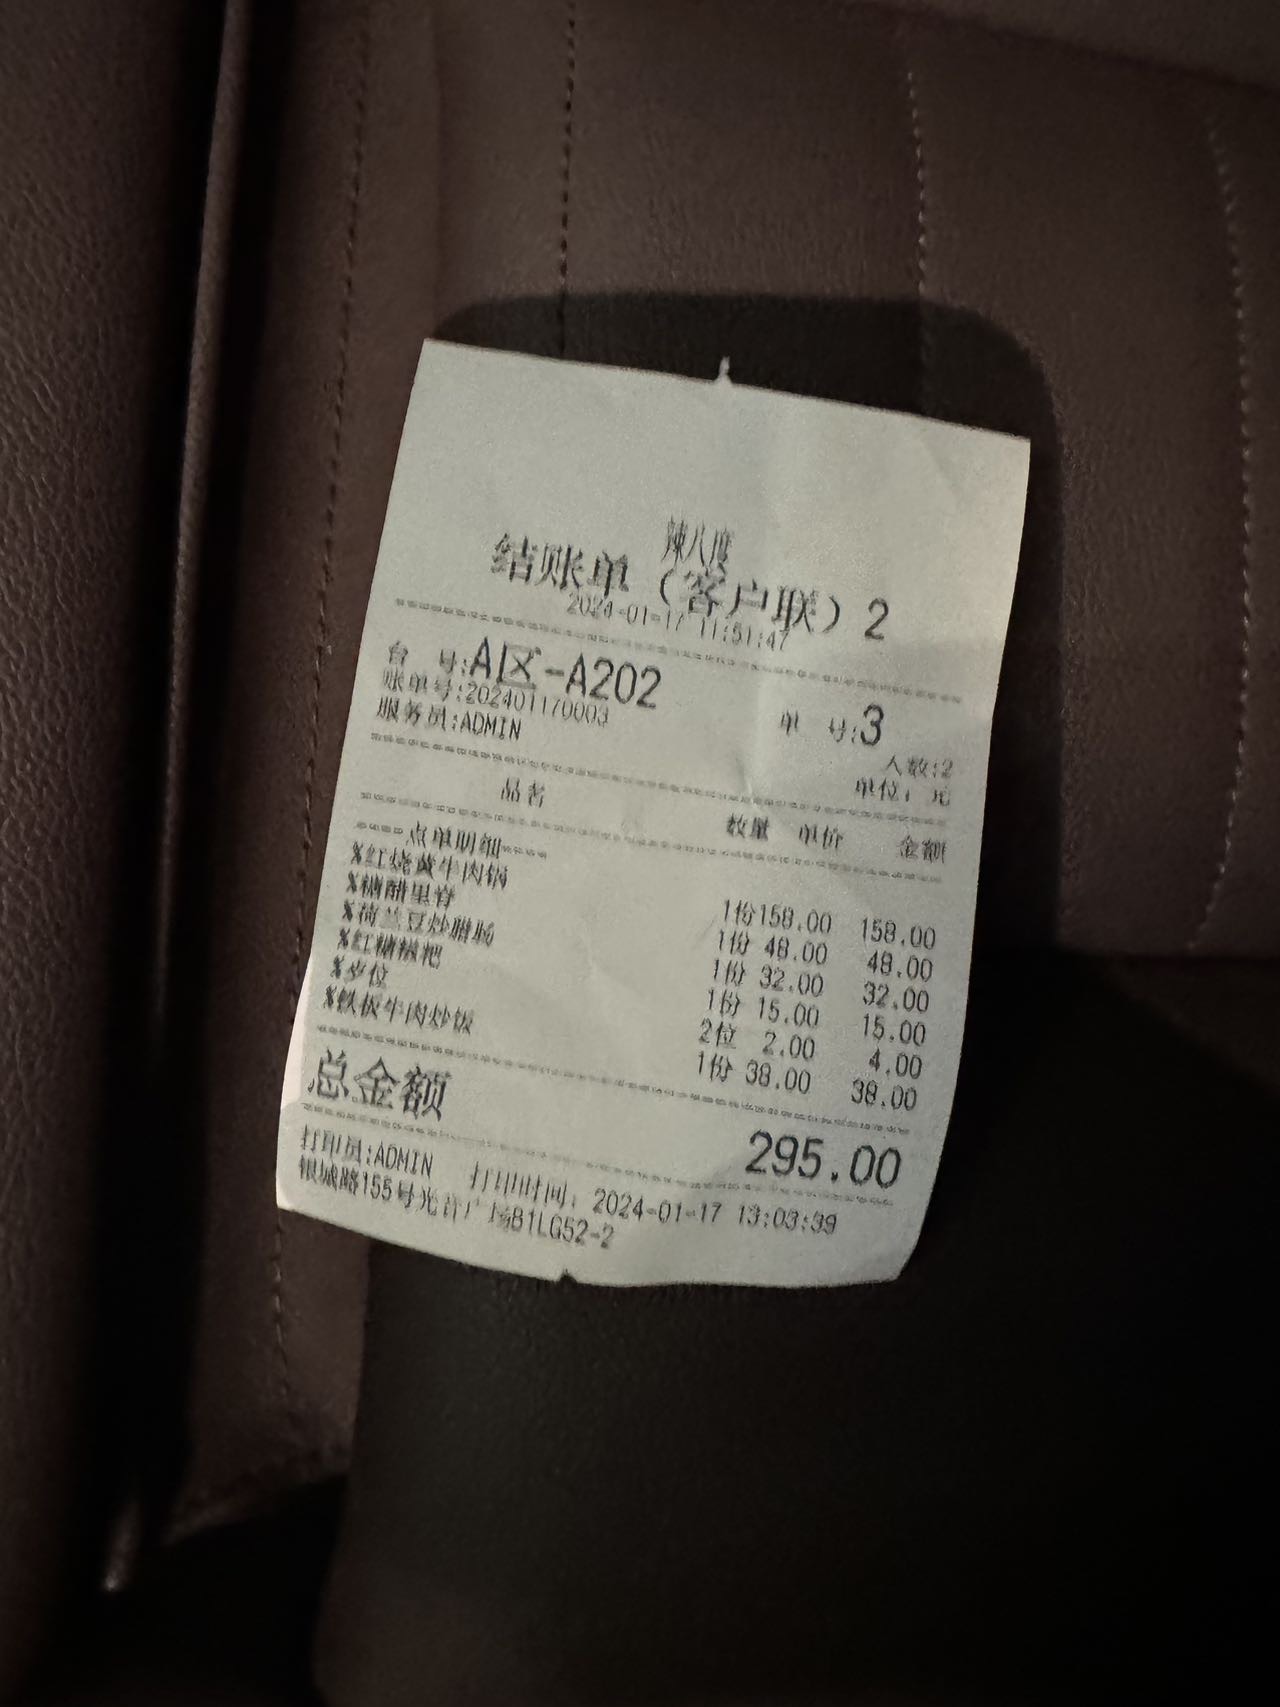 辣八度
结账单（客户联）2
2024-01-17 11:51:47
台 号:A区-A202 单 号:3
账单号:202401170003 人数:2
服务员:ADMIN 单位: 元
品名 数量 单价 金额
-----点单明细-----
%红烧黄牛肉锅 1份 158.00 158.00
%糖醋里脊 1份 48.00 48.00
%荷兰豆炒腊肠 1份 32.00 32.00
%红糖糍粑 1份 15.00 15.00
%茶位 2位 2.00 4.00
%铁板牛肉炒饭 1份 38.00 38.00
总金额 295.00
打印员:ADMIN 打印时间: 2024-01-17 13:03:39
银城路155号 广场B1LG52-2